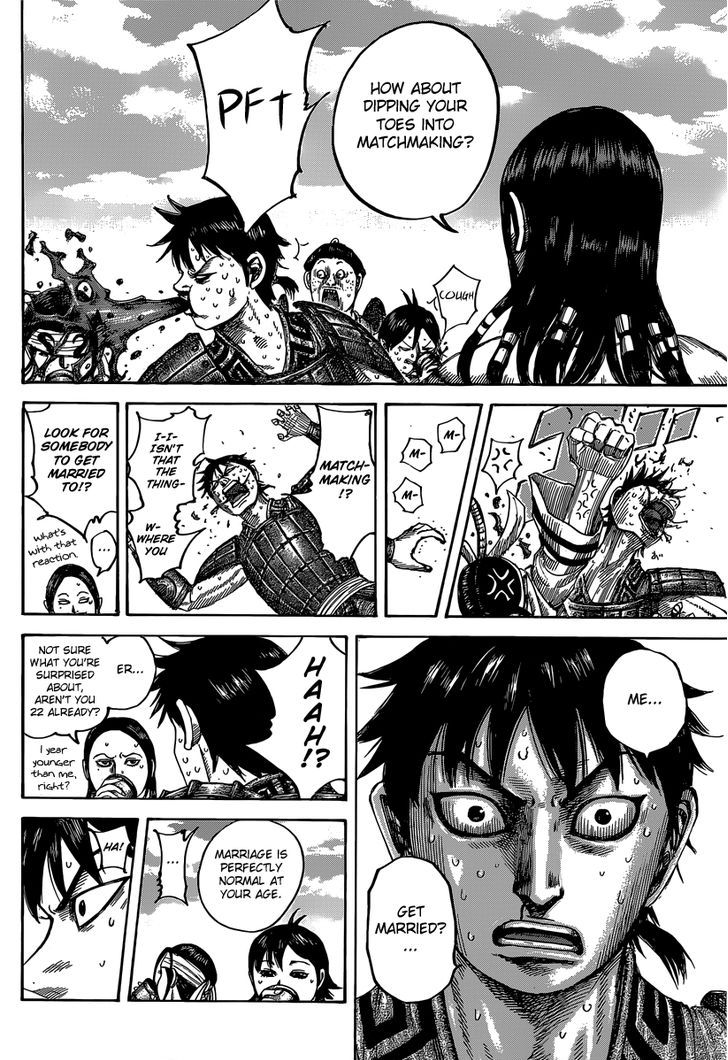 HOW ABOUT
DIPPING YOUR
TOES INTO
MATCHMAKING?
PFT
COUGH
M-
M-
M-
MATCH-
MAKING
!?
I-I-
ISN'T
THAT
THE
THING-
W-
WHERE
YOU
LOOK FOR
SOMEBODY
TO GET
MARRIED
TO!?
...
What's
with that
reaction.
ME...
GET
MARRIED?
...
HAAH!?
ER...
NOT SURE
WHAT YOU'RE
SURPRISED
ABOUT,
AREN'T YOU
22 ALREADY?
1 year
younger
than me,
right?
MARRIAGE IS
PERFECTLY
NORMAL AT
YOUR AGE.
...
HA!